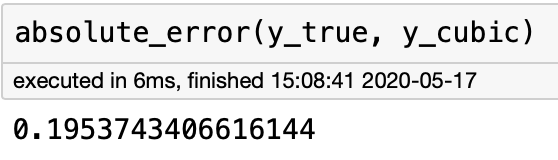 absolute_error(y_true, y_cubic)
executed in 6ms, finished 15:08:41 2020-05-17
0.1953743406616144